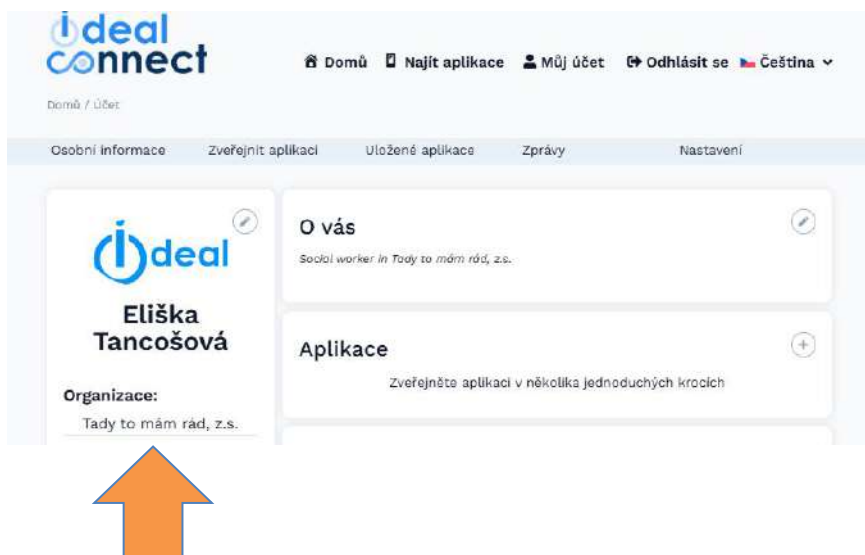 ideal
connect
Domů Najít aplikace Můj účet Odhlásit se Čeština
Domů / Účet
Osobní informace Zveřejnit aplikaci Uložené aplikace Zprávy Nastavení
ideal
Eliška
Tancošová
Organizace:
Tady to mám rád, z.s.
O vás
Social worker in Tady to mám rád, z.s.
Aplikace
Zveřejněte aplikaci v několika jednoduchých krocích